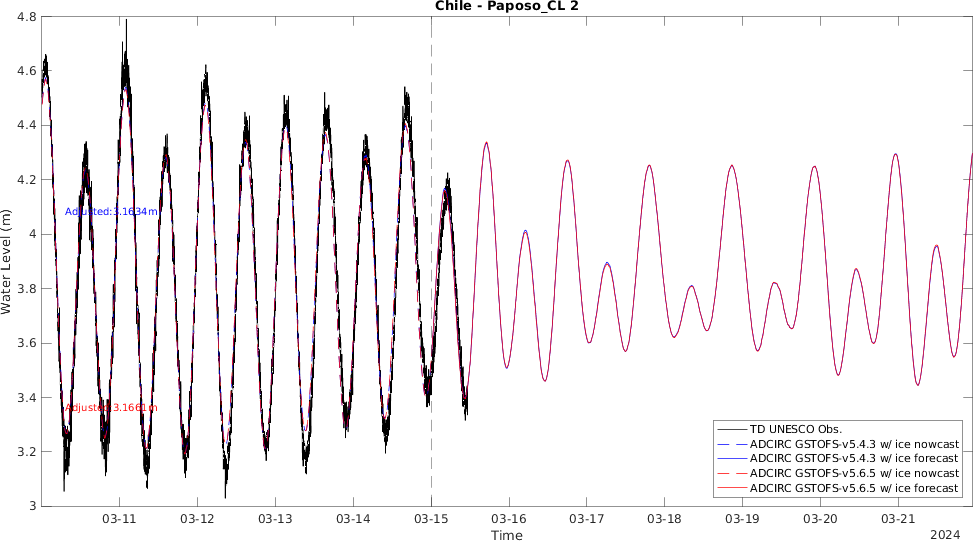 Chile - Paposo_CL 2
4.8
4.6
4.4
4.2
4
3.8
3.6
3.4
3.2
3
Water Level (m)
Adjusted:3.1634m
Adjusted:3.1661m
TD UNESCO Obs.
ADCIRC GSTOFS-v5.4.3 w/ ice nowcast
ADCIRC GSTOFS-v5.4.3 w/ ice forecast
ADCIRC GSTOFS-v5.6.5 w/ ice nowcast
ADCIRC GSTOFS-v5.6.5 w/ ice forecast
03-11 03-12 03-13 03-14 03-15 03-16 03-17 03-18 03-19 03-20 03-21
Time
2024